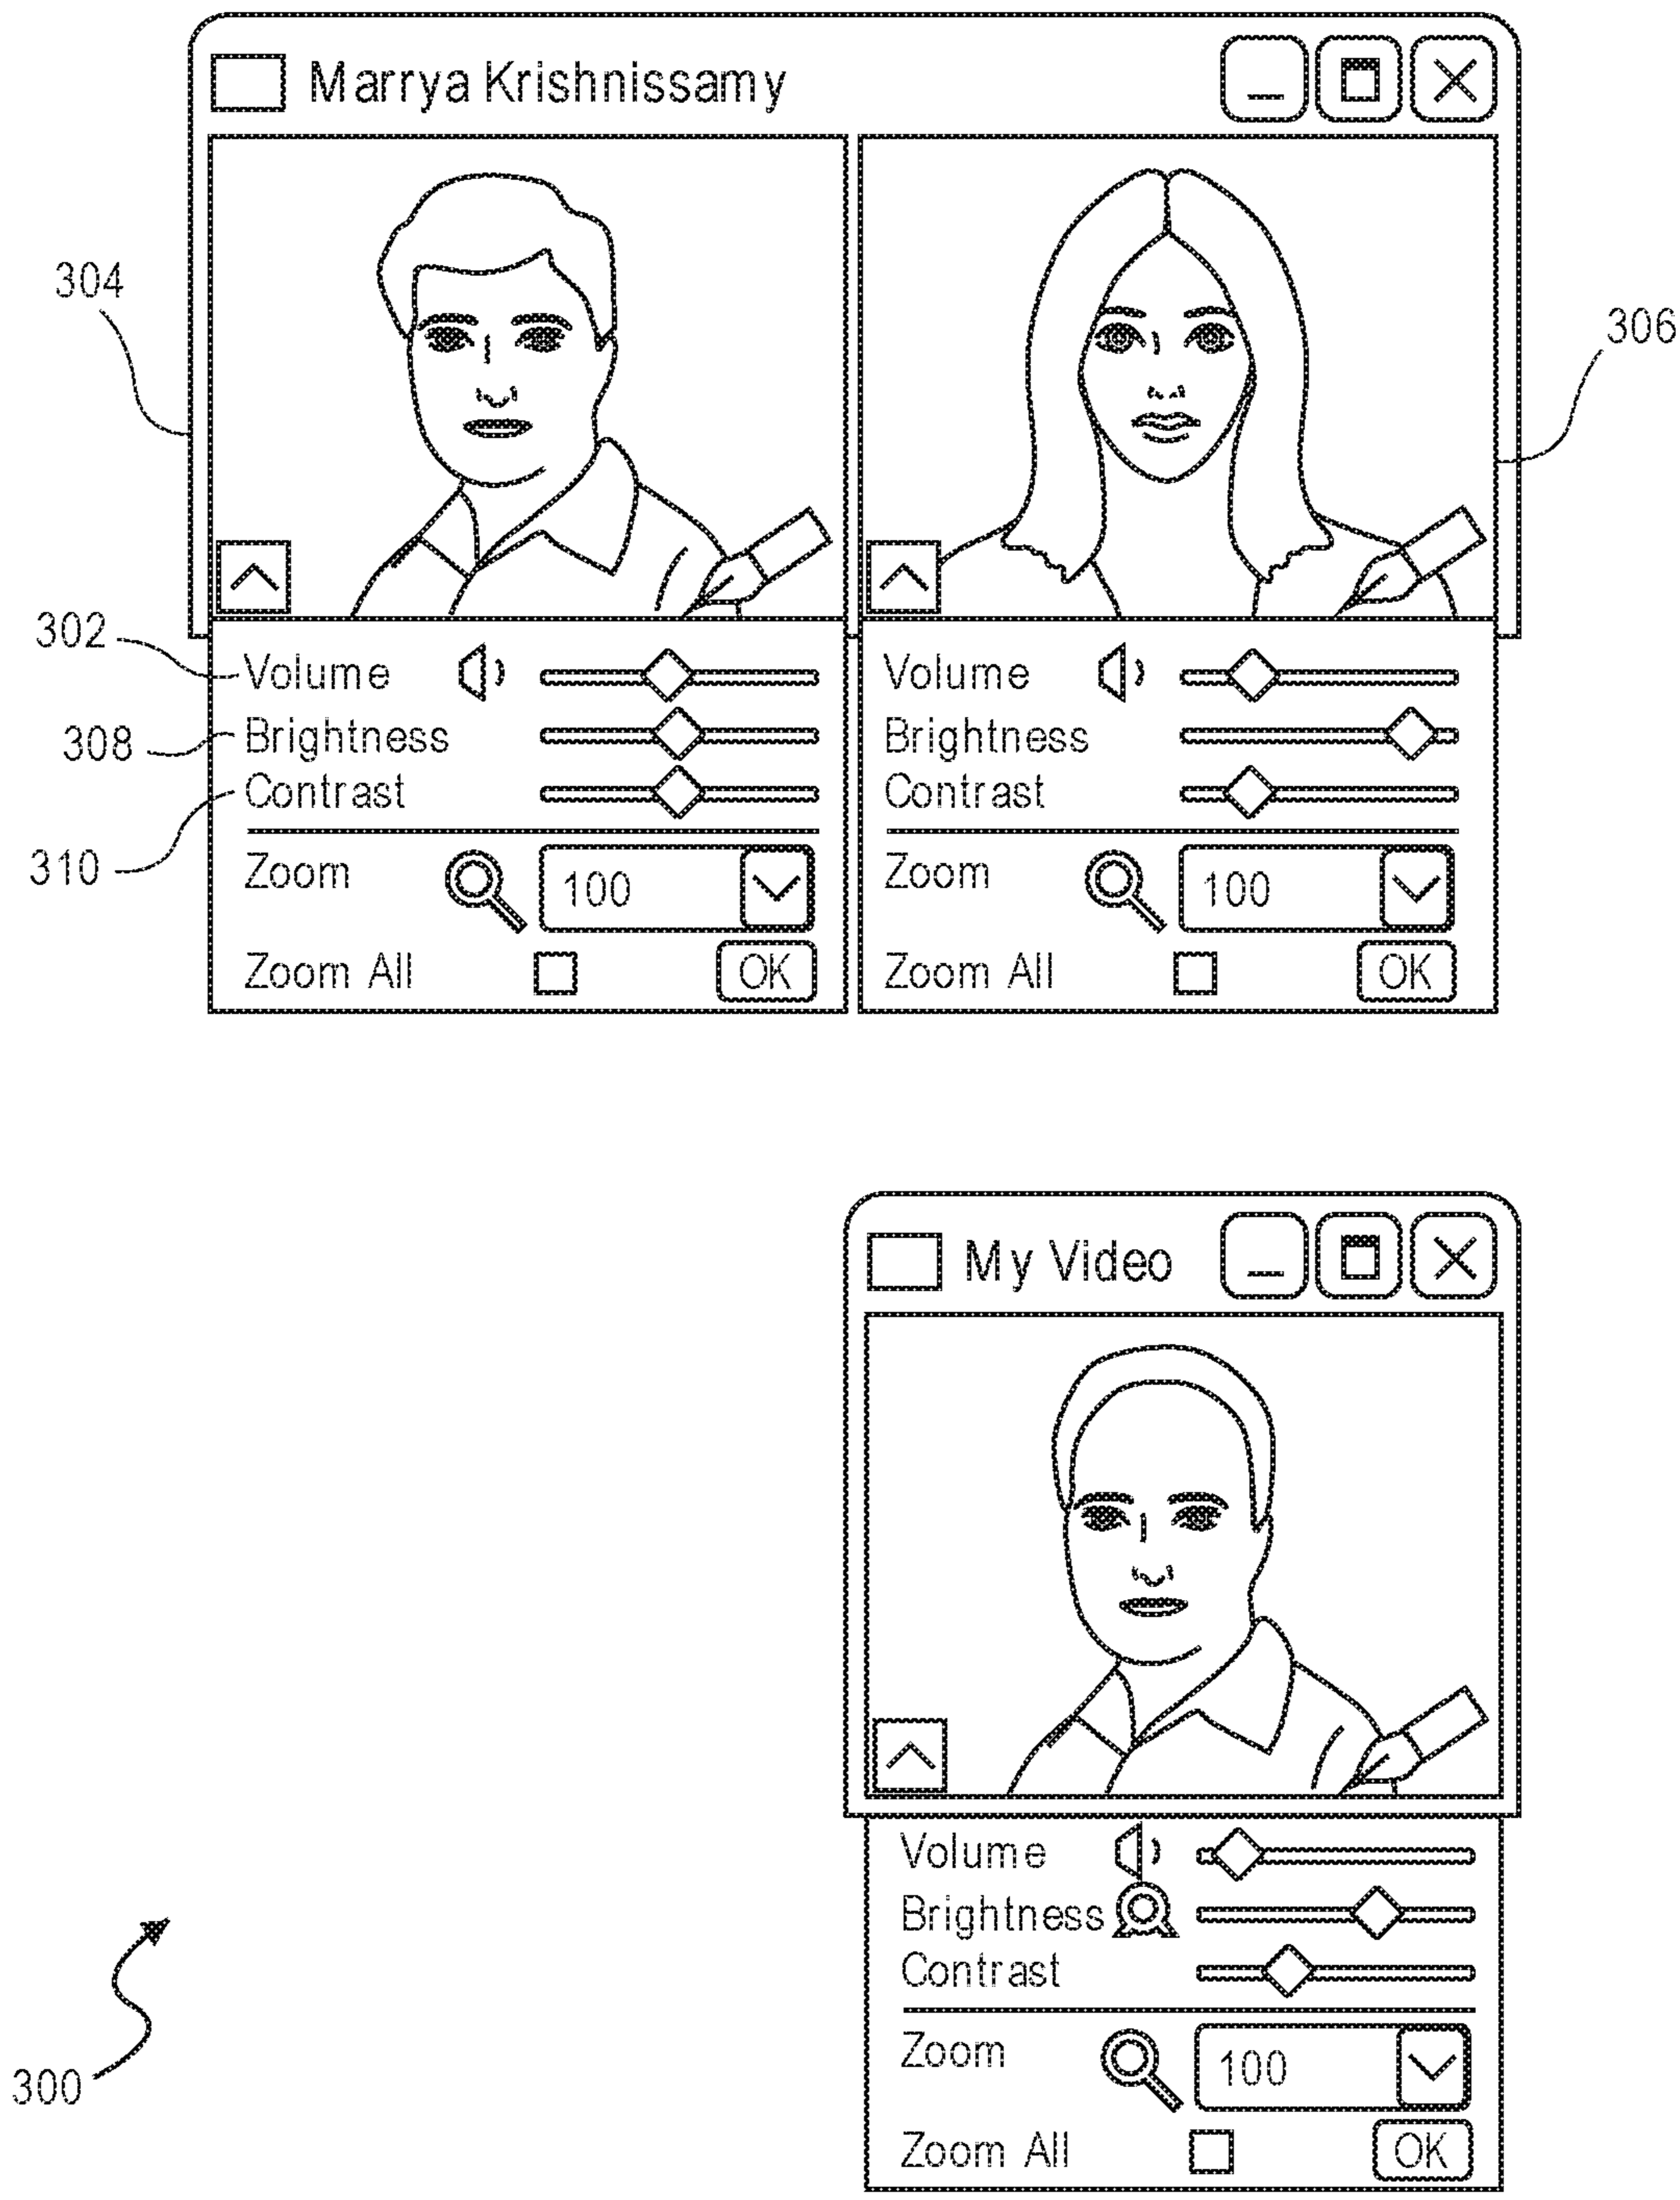 Marrya Krishnissamy
304
306
302
Volume
Volume
308
Brightness
Brightness
310
Contrast
Contrast
Zoom
100
Zoom
100
Zoom All
OK
Zoom All
OK
My Video
Volume
Brightness
Contrast
Zoom
100
Zoom All
OK
300